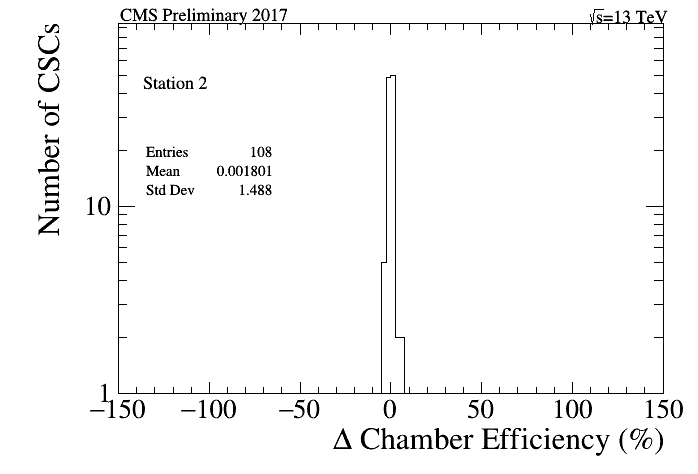 CMS Preliminary 2017
√s=13 TeV
Number of CSCs
Station 2
Entries 108
Mean 0.001801
Std Dev 1.488
10
1
−150 −100 −50 0 50 100 150
Δ Chamber Efficiency (%)